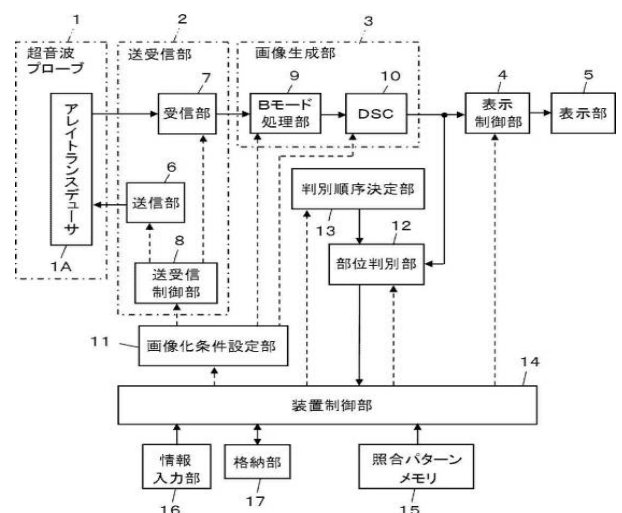 1
2
3
超音波
プローブ
送受信部
画像生成部
7
9
10
4
5
アレイトランスデューサ
受信部
Bモード
処理部
DSC
表示
制御部
表示部
6
送信部
判別順序決定部
13
12
1A
8
送受信
制御部
部位判別部
11
画像化条件設定部
14
装置制御部
情報
入力部
格納部
照合パターン
メモリ
16
17
15